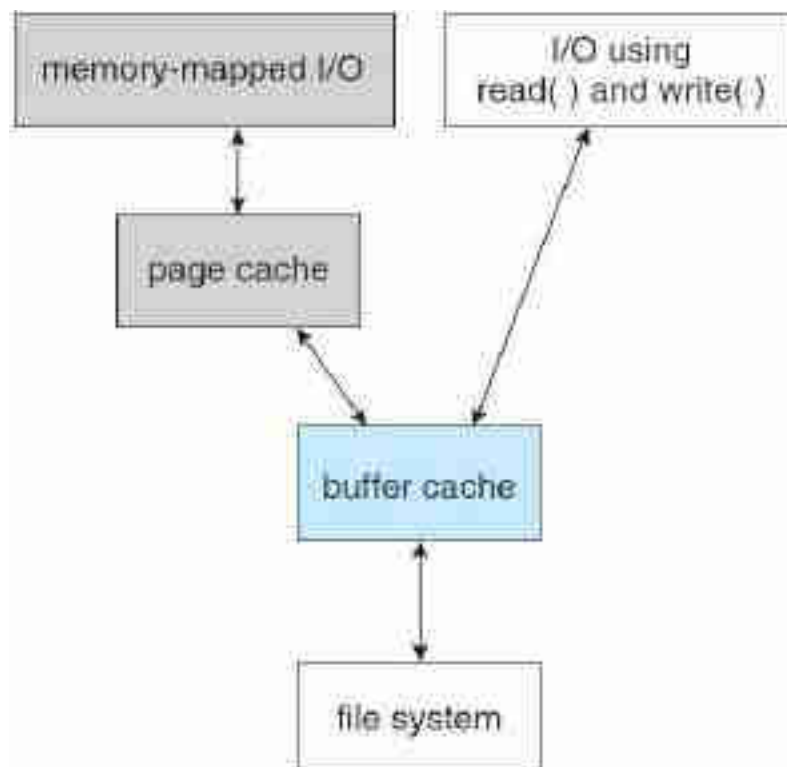 memory-mapped I/O
I/O using
read( ) and write( )
page cache
buffer cache
file system